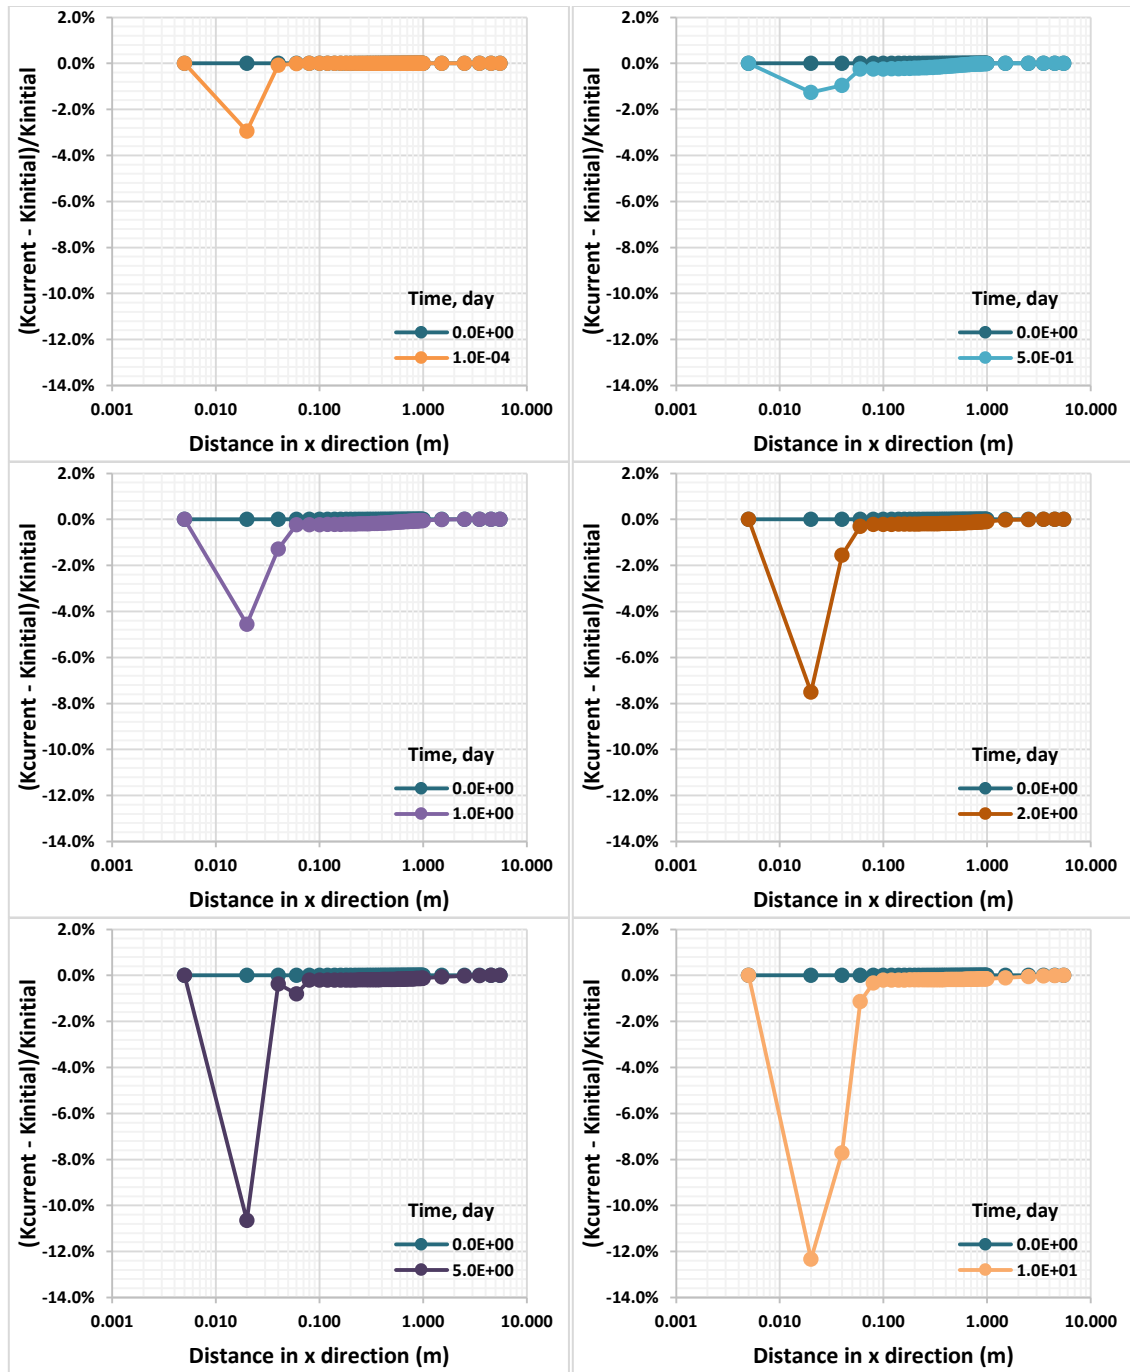 2.0%
0.0%
-2.0%
-4.0%
-6.0%
-8.0%
-10.0%
-12.0%
-14.0%
(Kcurrent - Kinitial)/Kinitial
Time, day
0.0E+00
1.0E-04
0.001 0.010 0.100 1.000 10.000
Distance in x direction (m)
2.0%
0.0%
-2.0%
-4.0%
-6.0%
-8.0%
-10.0%
-12.0%
-14.0%
(Kcurrent - Kinitial)/Kinitial
Time, day
0.0E+00
5.0E-01
0.001 0.010 0.100 1.000 10.000
Distance in x direction (m)
2.0%
0.0%
-2.0%
-4.0%
-6.0%
-8.0%
-10.0%
-12.0%
-14.0%
(Kcurrent - Kinitial)/Kinitial
Time, day
0.0E+00
1.0E+00
0.001 0.010 0.100 1.000 10.000
Distance in x direction (m)
2.0%
0.0%
-2.0%
-4.0%
-6.0%
-8.0%
-10.0%
-12.0%
-14.0%
(Kcurrent - Kinitial)/Kinitial
Time, day
0.0E+00
2.0E+00
0.001 0.010 0.100 1.000 10.000
Distance in x direction (m)
2.0%
0.0%
-2.0%
-4.0%
-6.0%
-8.0%
-10.0%
-12.0%
-14.0%
(Kcurrent - Kinitial)/Kinitial
Time, day
0.0E+00
5.0E+00
0.001 0.010 0.100 1.000 10.000
Distance in x direction (m)
2.0%
0.0%
-2.0%
-4.0%
-6.0%
-8.0%
-10.0%
-12.0%
-14.0%
(Kcurrent - Kinitial)/Kinitial
Time, day
0.0E+00
1.0E+01
0.001 0.010 0.100 1.000 10.000
Distance in x direction (m)